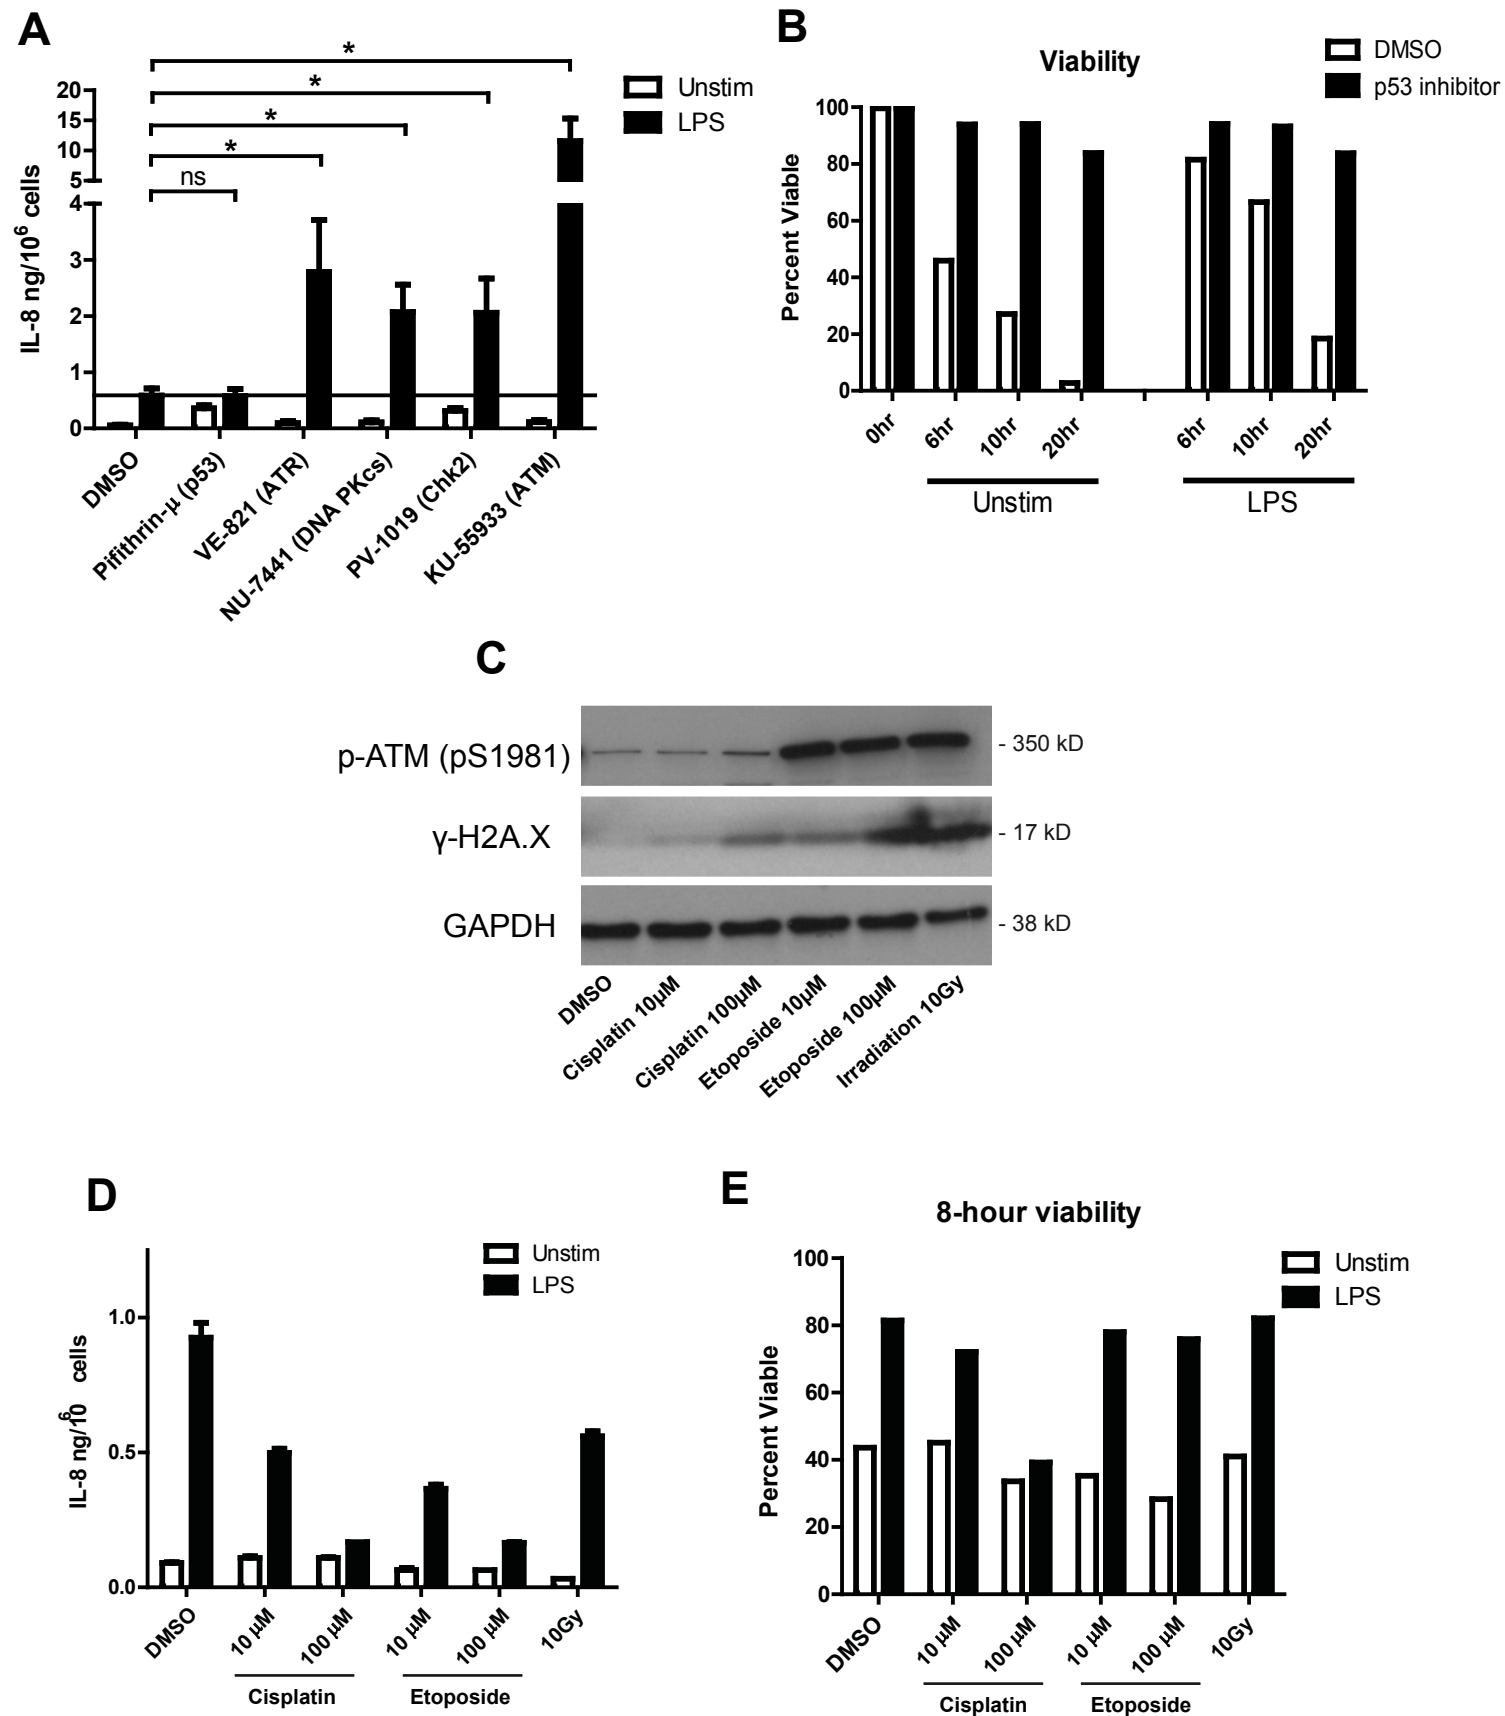 A
*
*
*
*
ns
Unstim
LPS
20
15
10
5
4
3
2
1
0
IL-8 ng/10⁶ cells
DMSO
Pifithrin-μ (p53)
VE-821 (ATR)
NU-7441 (DNA PKcs)
PV-1019 (Chk2)
KU-55933 (ATM)
B
Viability
DMSO
p53 inhibitor
100
80
60
40
20
0
Percent Viable
0hr
6hr
10hr
20hr
6hr
10hr
20hr
Unstim
LPS
C
p-ATM (pS1981)
- 350 kD
γ-H2A.X
- 17 kD
GAPDH
- 38 kD
DMSO
Cisplatin 10μM
Cisplatin 100μM
Etoposide 10μM
Etoposide 100μM
Irradiation 10Gy
D
Unstim
LPS
1.0
0.5
0.0
IL-8 ng/10⁶ cells
DMSO
10 μM
100 μM
10 μM
100 μM
10Gy
Cisplatin
Etoposide
E
8-hour viability
Unstim
LPS
100
80
60
40
20
0
Percent Viable
DMSO
10 μM
100 μM
10 μM
100 μM
10Gy
Cisplatin
Etoposide